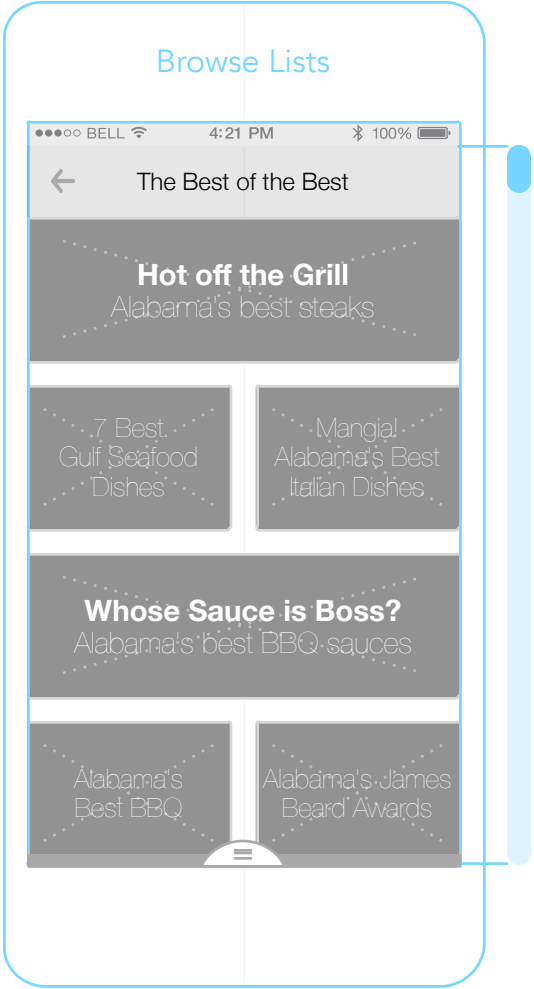 Browse Lists
BELL 4:21 PM 100%
The Best of the Best
Hot off the Grill
Alabama's best steaks
7 Best
Gulf Seafood
Dishes
Mangia!
Alabama's Best
Italian Dishes
Whose Sauce is Boss?
Alabama's best BBQ sauces
Alabama's
Best BBQ
Alabama's James
Beard Awards